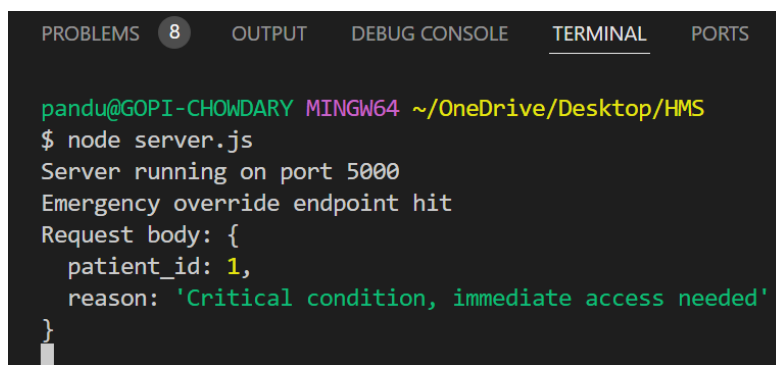 PROBLEMS 8 OUTPUT DEBUG CONSOLE TERMINAL PORTS
pandu@GOPI-CHOWDARY MINGW64 ~/OneDrive/Desktop/HMS
$ node server.js
Server running on port 5000
Emergency override endpoint hit
Request body: {
  patient_id: 1,
  reason: 'Critical condition, immediate access needed'
}